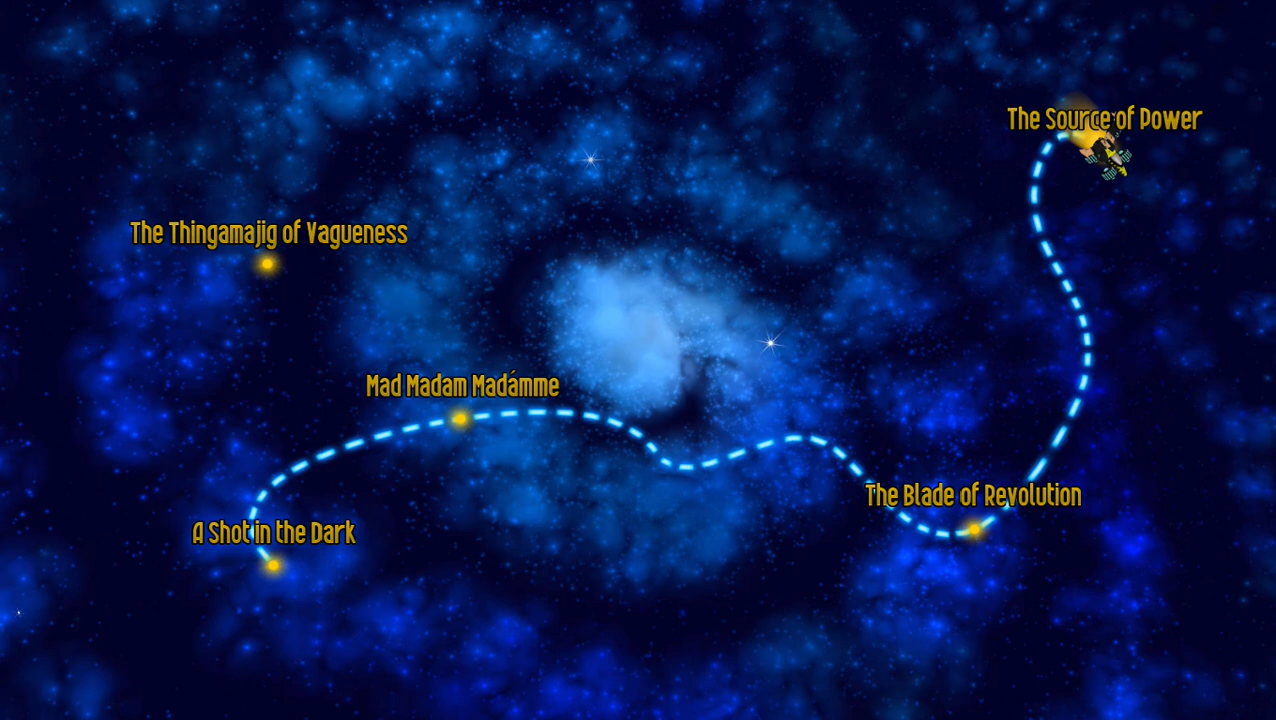 The Source of Power
The Thingamajig of Vagueness
Mad Madam Madámme
The Blade of Revolution
A Shot in the Dark